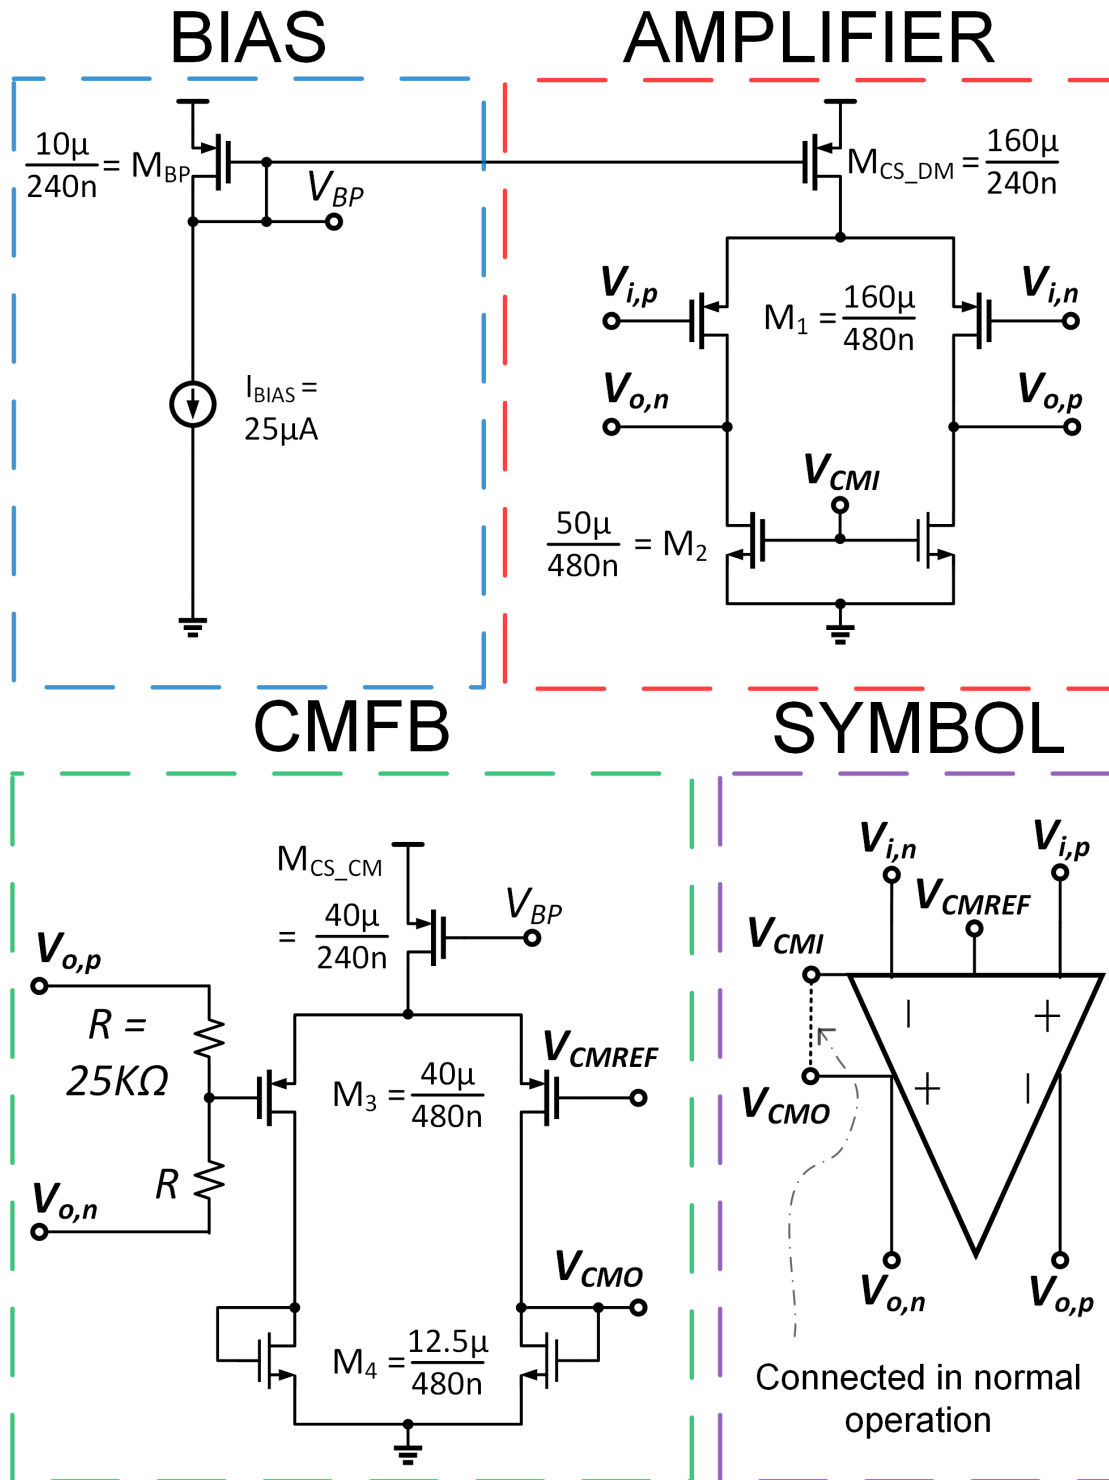 BIAS
10µ
240n
= M_BP
V_BP
I_BIAS =
25µA
AMPLIFIER
M_CS_DM = 160µ
240n
V_i,p
V_i,n
M_1 = 160µ
480n
V_o,n
V_o,p
V_CMI
50µ
480n
= M_2
CMFB
M_CS_CM
= 40µ
240n
V_BP
V_o,p
R =
25KΩ
V_CMREF
M_3 = 40µ
480n
R
V_o,n
V_CMO
M_4 = 12.5µ
480n
SYMBOL
V_i,n
V_i,p
V_CMREF
V_CMI
− +
V_CMO
+ −
V_o,n
V_o,p
Connected in normal
operation